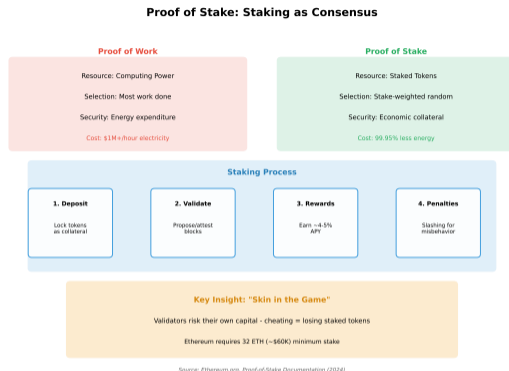 Proof of Stake: Staking as Consensus
Proof of Work
Resource: Computing Power
Selection: Most work done
Security: Energy expenditure
Cost: $1M+/hour electricity
Proof of Stake
Resource: Staked Tokens
Selection: Stake-weighted random
Security: Economic collateral
Cost: 99.95% less energy
Staking Process
1. Deposit
Lock tokens
as collateral
2. Validate
Propose/attest
blocks
3. Rewards
Earn ~4-5%
APY
4. Penalties
Slashing for
misbehavior
Key Insight: "Skin in the Game"
Validators risk their own capital - cheating = losing staked tokens
Ethereum requires 32 ETH (~$60K) minimum stake
Source: Ethereum.org, Proof-of-Stake Documentation (2024)